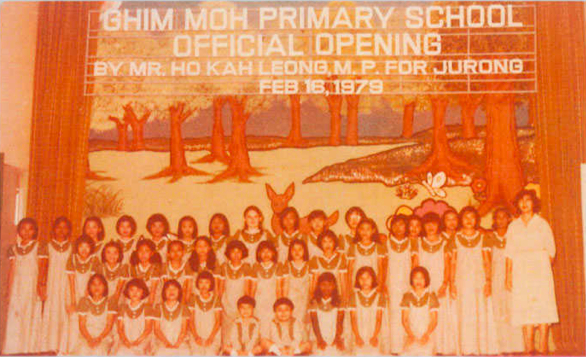 GHIM MOH PRIMARY SCHOOL
OFFICIAL OPENING
BY MR. HO KAH LEONG, M. P. FOR JURONG
FEB 16, 1979